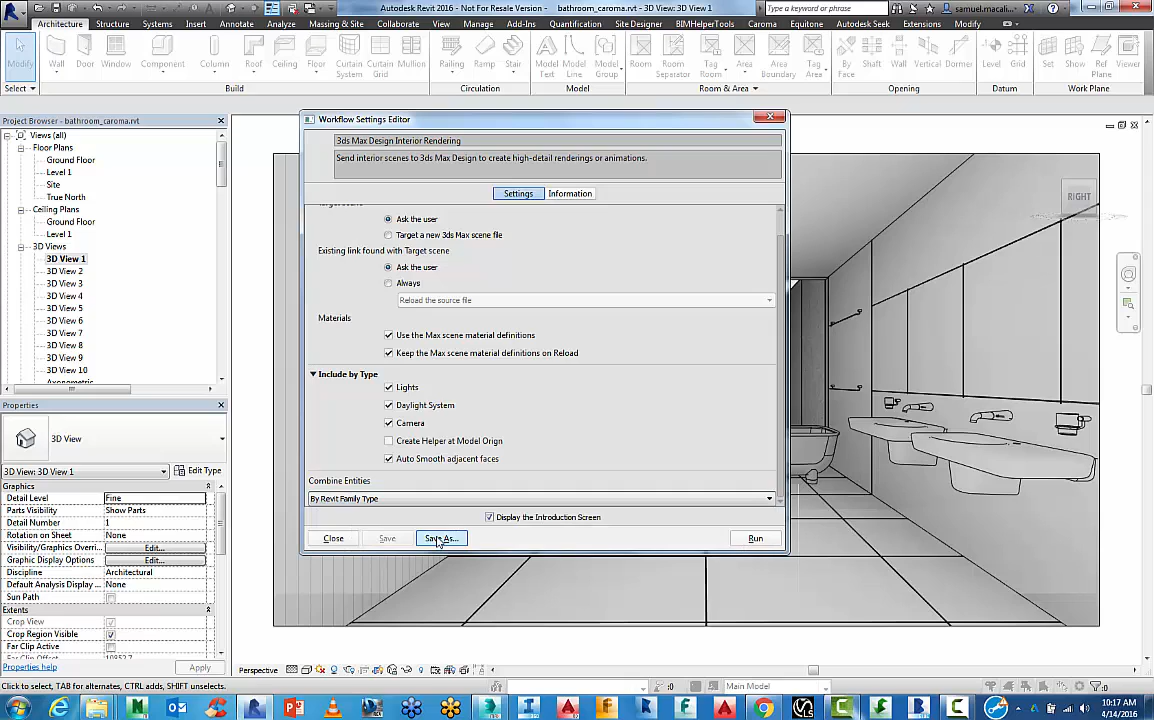 Autodesk Revit 2016 - Not For Resale Version - bathroom_caroma.rvt - 3D View: 3D View 1
Type a keyword or phrase
samuel.macali...
Architecture Structure Systems Insert Annotate Analyze Massing & Site Collaborate View Manage Add-Ins Quantification Site Designer BIMHelperTools Caroma Equitone Autodesk Seek Extensions Modify
Modify Wall Door Window Component Column Roof Ceiling Floor Curtain System Curtain Grid Mullion Railing Ramp Stair Model Text Model Line Model Group Room Room Separator Tag Room Area Area Boundary Tag Area By Face Shaft Wall Vertical Dormer Level Grid Set Show Ref Plane Viewer
Select Build Circulation Model Room & Area Opening Datum Work Plane
Project Browser - bathroom_caroma.rvt
Views (all)
Floor Plans
Ground Floor
Level 1
Site
True North
Ceiling Plans
Ground Floor
Level 1
3D Views
3D View 1
3D View 2
3D View 3
3D View 4
3D View 5
3D View 6
3D View 7
3D View 8
3D View 9
3D View 10
Axonometric
Properties
3D View
3D View: 3D View 1 Edit Type
Graphics
Detail Level Fine
Parts Visibility Show Parts
Detail Number 1
Rotation on Sheet None
Visibility/Graphics Overri... Edit...
Graphic Display Options Edit...
Discipline Architectural
Default Analysis Display ... None
Sun Path
Extents
Crop View
Crop Region Visible
Far Clip Active
Far Clip Offset 10852.7
Properties help Apply
Workflow Settings Editor
3ds Max Design Interior Rendering
Send interior scenes to 3ds Max Design to create high-detail renderings or animations.
Settings Information
Ask the user
Target a new 3ds Max scene file
Existing link found with Target scene
Ask the user
Always
Reload the source file
Materials
Use the Max scene material definitions
Keep the Max scene material definitions on Reload
Include by Type
Lights
Daylight System
Camera
Create Helper at Model Orign
Auto Smooth adjacent faces
Combine Entities
By Revit Family Type
Display the Introduction Screen
Close Save Save As... Run
RIGHT
Perspective
Click to select, TAB for alternates, CTRL adds, SHIFT unselects.
:0 Main Model :0
10:17 AM
4/14/2016